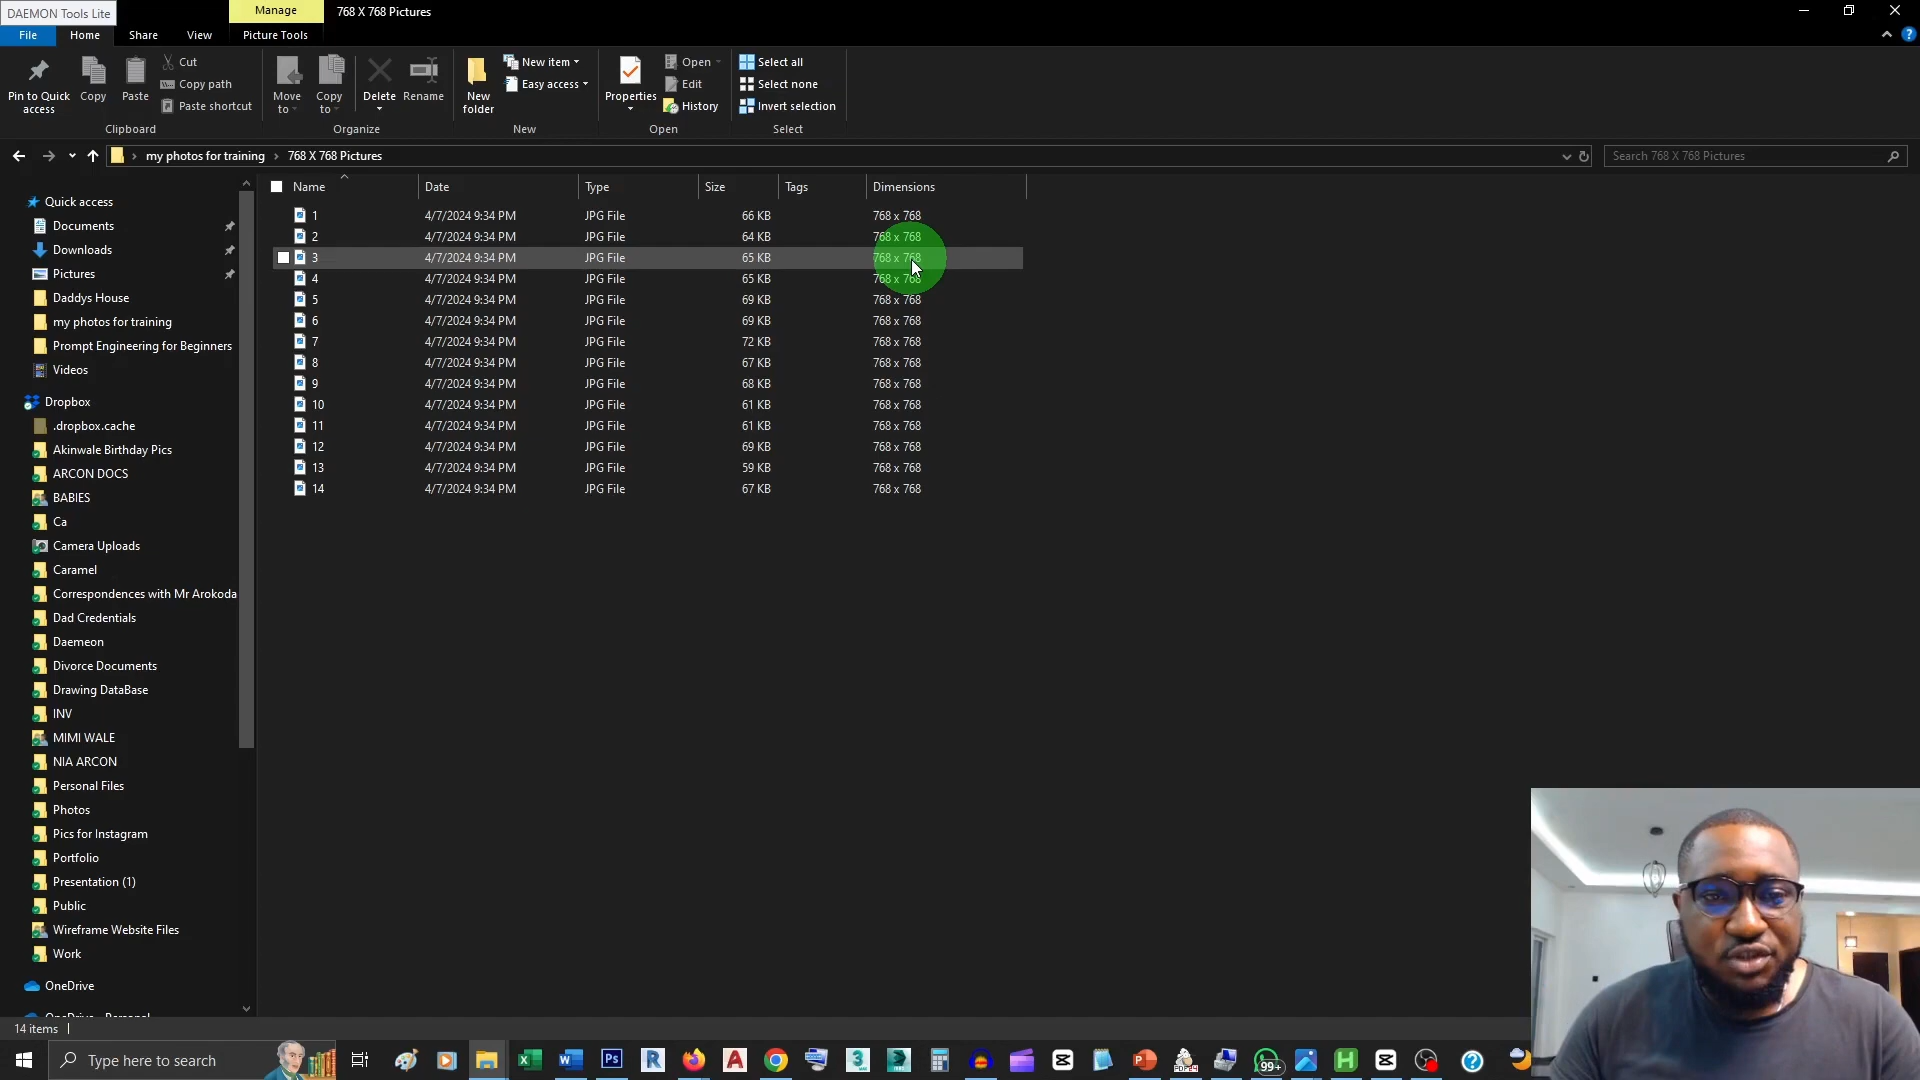 DAEMON Tools Lite
Manage
768 X 768 Pictures
File
Home
Share
View
Picture Tools
Pin to Quick access
Copy
Paste
Cut
Copy path
Paste shortcut
Clipboard
Move to
Copy to
Delete
Rename
Organize
New folder
New item
Easy access
New
Properties
Open
Edit
History
Open
Select all
Select none
Invert selection
Select
my photos for training > 768 X 768 Pictures
Search 768 X 768 Pictures
Name Date Type Size Tags Dimensions
1 4/7/2024 9:34 PM JPG File 66 KB 768 x 768
2 4/7/2024 9:34 PM JPG File 64 KB 768 x 768
3 4/7/2024 9:34 PM JPG File 65 KB 768 x 768
4 4/7/2024 9:34 PM JPG File 65 KB 768 x 768
5 4/7/2024 9:34 PM JPG File 69 KB 768 x 768
6 4/7/2024 9:34 PM JPG File 69 KB 768 x 768
7 4/7/2024 9:34 PM JPG File 72 KB 768 x 768
8 4/7/2024 9:34 PM JPG File 67 KB 768 x 768
9 4/7/2024 9:34 PM JPG File 68 KB 768 x 768
10 4/7/2024 9:34 PM JPG File 61 KB 768 x 768
11 4/7/2024 9:34 PM JPG File 61 KB 768 x 768
12 4/7/2024 9:34 PM JPG File 69 KB 768 x 768
13 4/7/2024 9:34 PM JPG File 59 KB 768 x 768
14 4/7/2024 9:34 PM JPG File 67 KB 768 x 768
Quick access
Documents
Downloads
Pictures
Daddys House
my photos for training
Prompt Engineering for Beginners
Videos
Dropbox
.dropbox.cache
Akinwale Birthday Pics
ARCON DOCS
BABIES
Ca
Camera Uploads
Caramel
Correspondences with Mr Arokoda
Dad Credentials
Daemeon
Divorce Documents
Drawing DataBase
INV
MIMI WALE
NIA ARCON
Personal Files
Photos
Pics for Instagram
Portfolio
Presentation (1)
Public
Wireframe Website Files
Work
OneDrive
14 items
Type here to search
99+